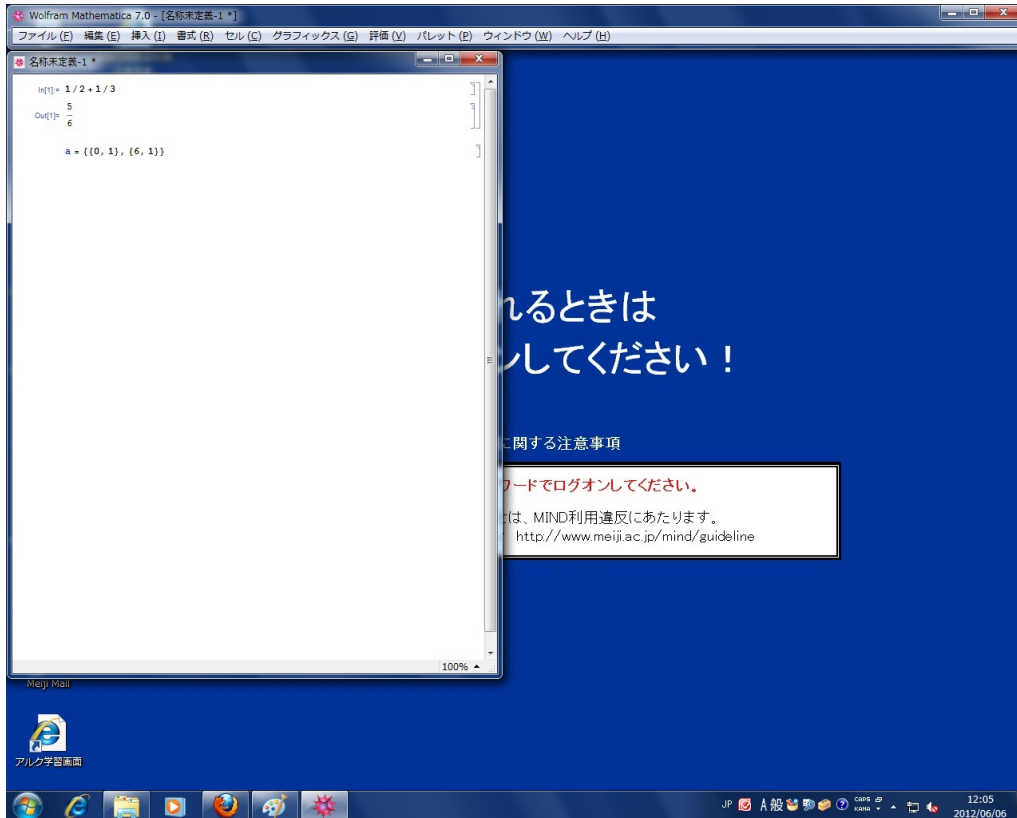 Wolfram Mathematica 7.0 - [名称未定義-1 *]
ファイル (F) 編集 (E) 挿入 (I) 書式 (R) セル (C) グラフィックス (G) 評価 (V) パレット (P) ウィンドウ (W) ヘルプ (H)
名称未定義-1 *
In[1]:= 1 / 2 + 1 / 3
Out[1]= 5/6
a = {{0, 1}, {6, 1}}
れるときは
ンしてください！
に関する注意事項
ワードでログオンしてください。
は、MIND利用違反にあたります。
http://www.meiji.ac.jp/mind/guideline
100%
Meiji Mail
アルク学習画面
JP A 般 CAPS KANA 12:05
2012/06/06